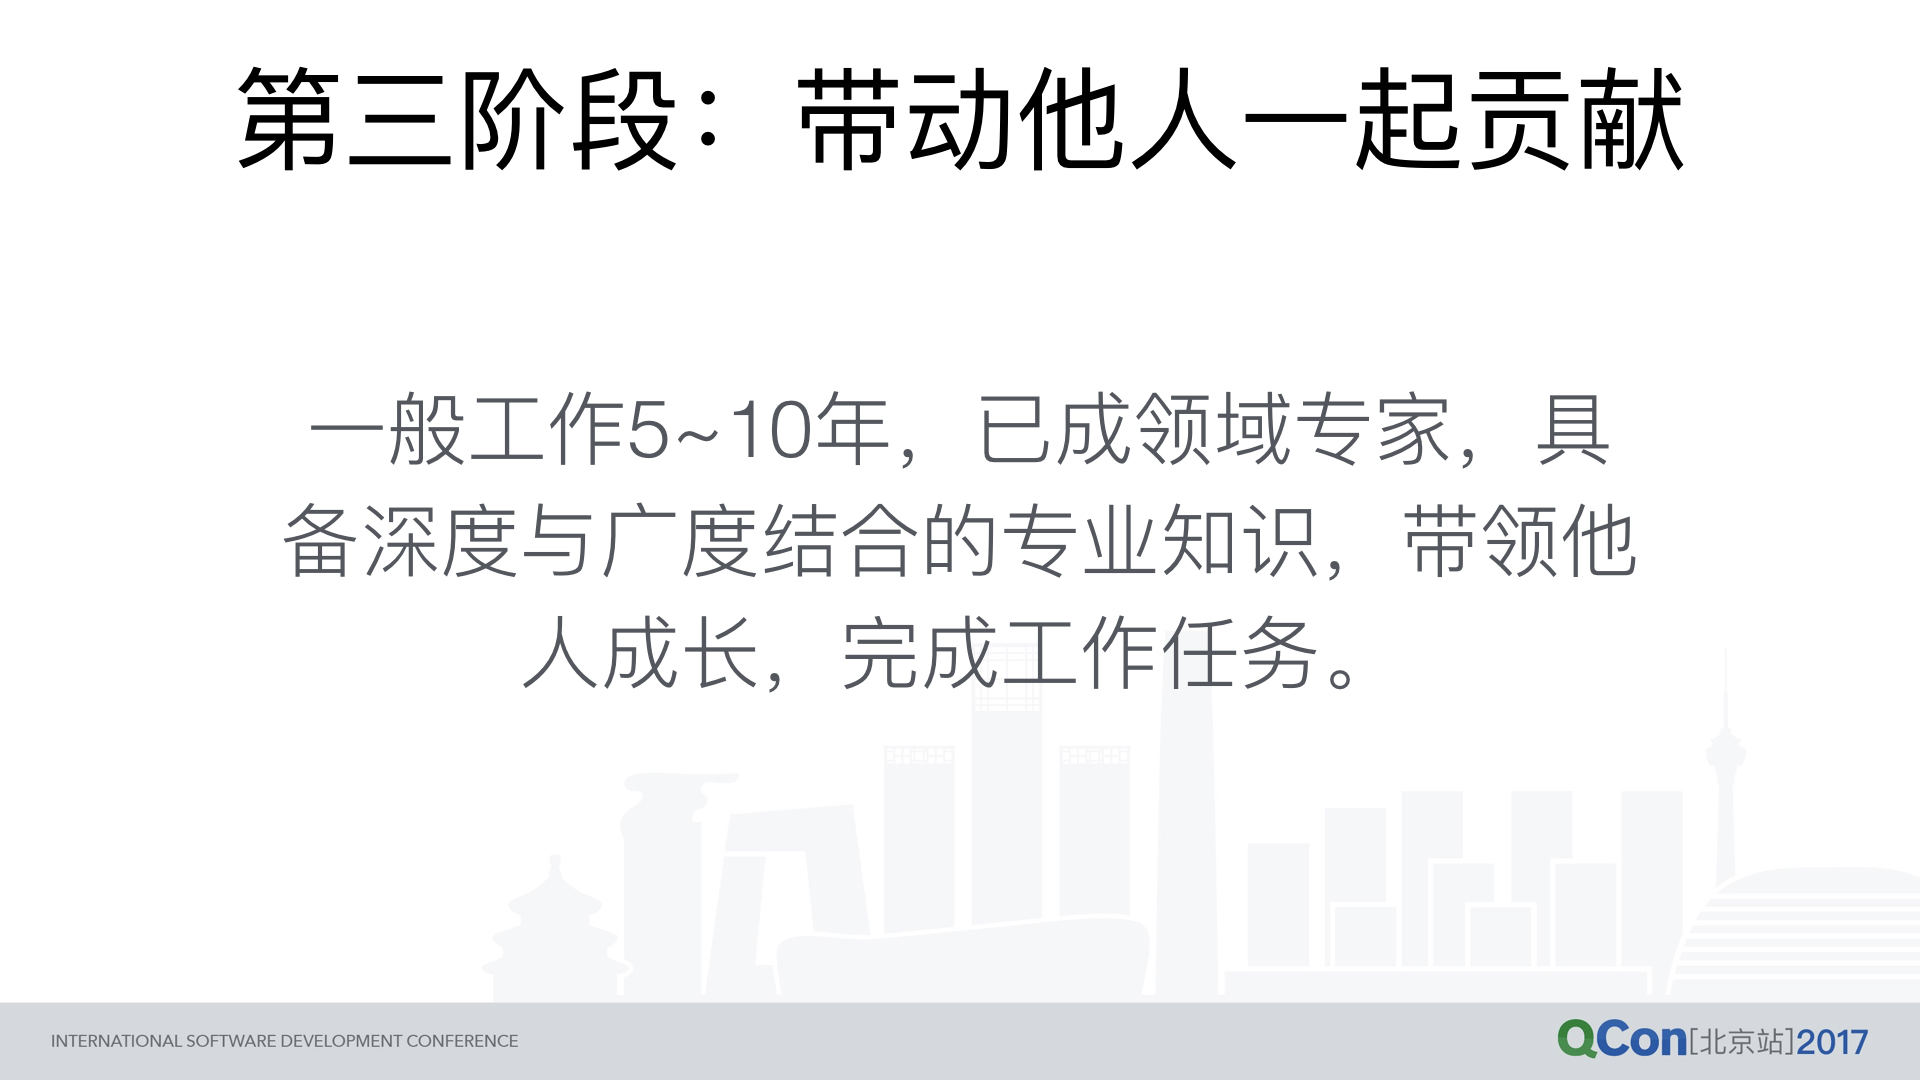 第三阶段：带动他人一起贡献
一般工作5~10年，已成领域专家，具
备深度与广度结合的专业知识，带领他
人成长，完成工作任务。
INTERNATIONAL SOFTWARE DEVELOPMENT CONFERENCE
QCon[北京站]2017